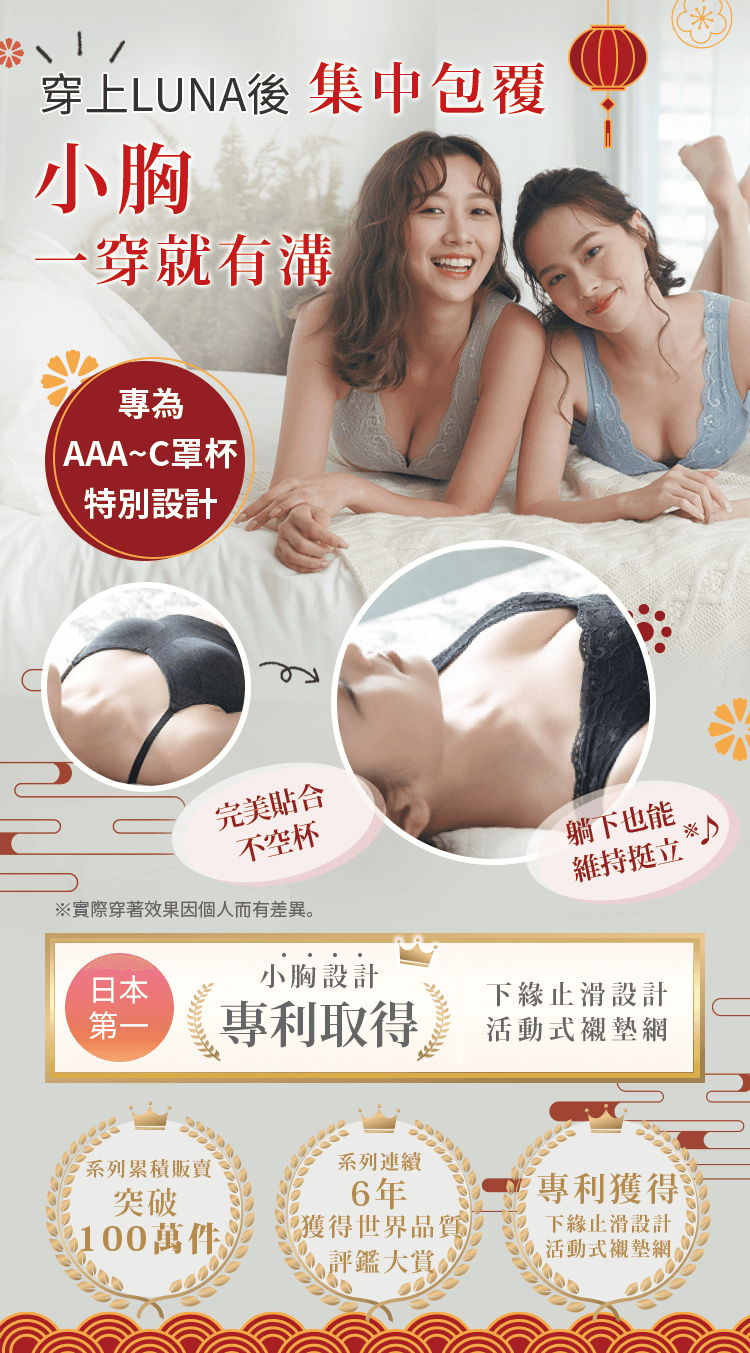 穿上LUNA後 集中包覆
小胸
一穿就有溝
專為
AAA~C罩杯
特別設計
完美貼合
不空杯
躺下也能
維持挺立※♪
※實際穿著效果因個人而有差異。
日本
第一
小胸設計
專利取得
下緣止滑設計
活動式襯墊網
系列累積販賣
突破
100萬件
系列連續
6年
獲得世界品質
評鑑大賞
專利獲得
下緣止滑設計
活動式襯墊網